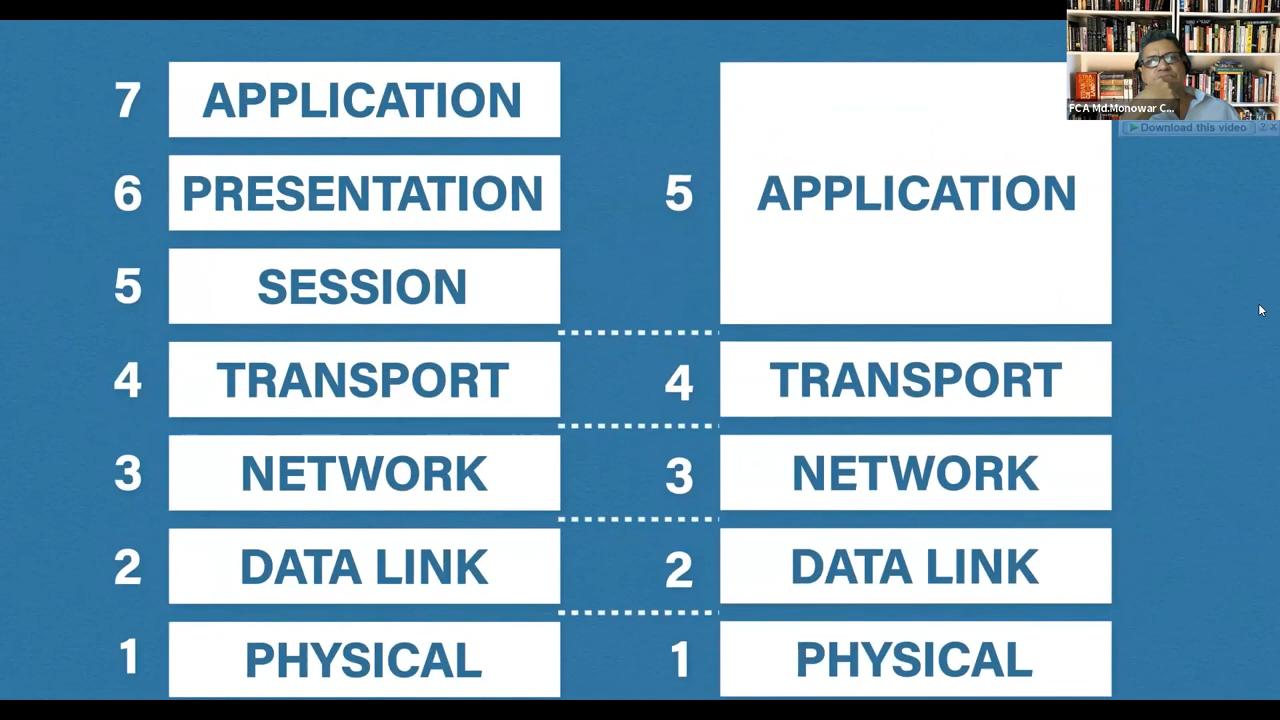 7 APPLICATION
6 PRESENTATION
5 SESSION
4 TRANSPORT
3 NETWORK
2 DATA LINK
1 PHYSICAL
5 APPLICATION
4 TRANSPORT
3 NETWORK
2 DATA LINK
1 PHYSICAL
FCA Md.Monowar C...
Download this video ? X